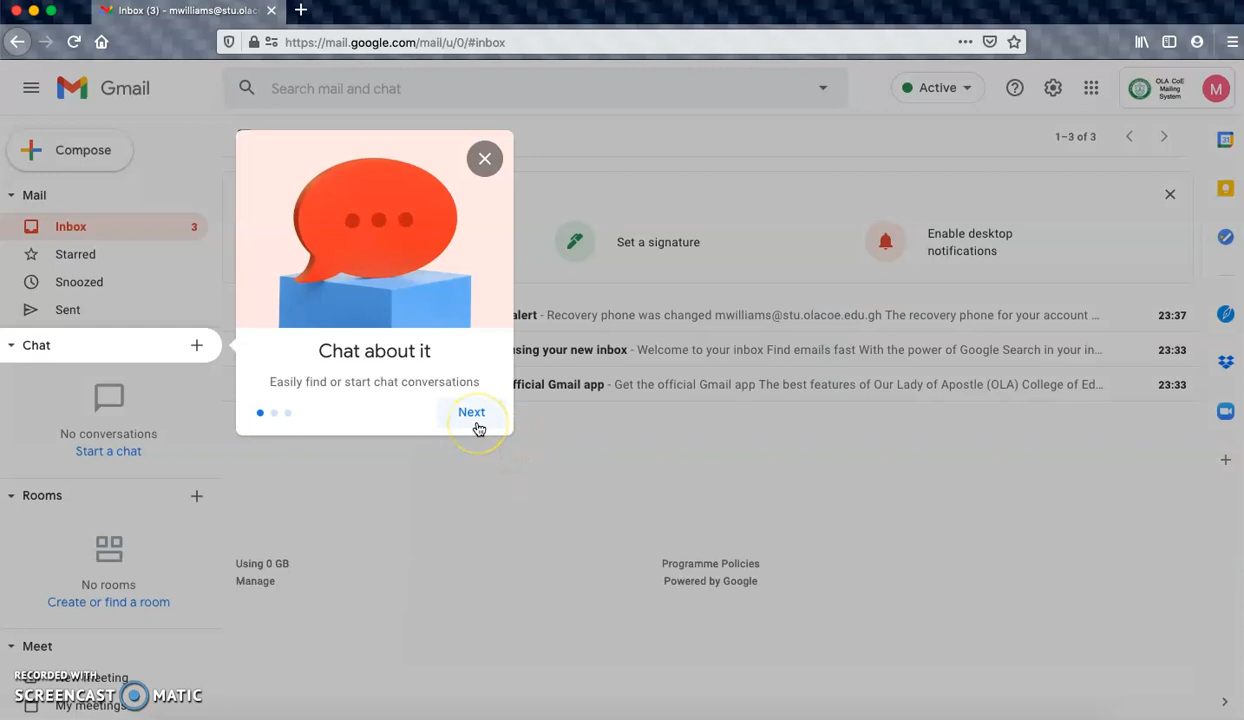 Inbox (3) - mwilliams@stu.olaco
https://mail.google.com/mail/u/0/#inbox
Gmail
Search mail and chat
Active
OLA CoE
Mailing
System
M
Compose
1–3 of 3
Mail
Inbox 3
Starred
Snoozed
Sent
Set a signature
Enable desktop
notifications
alert - Recovery phone was changed mwilliams@stu.olacoe.edu.gh The recovery phone for your account ... 23:37
using your new inbox - Welcome to your inbox Find emails fast With the power of Google Search in your in... 23:33
official Gmail app - Get the official Gmail app The best features of Our Lady of Apostle (OLA) College of Ed... 23:33
Chat about it
Easily find or start chat conversations
Next
Chat
No conversations
Start a chat
Rooms
No rooms
Create or find a room
Using 0 GB
Manage
Programme Policies
Powered by Google
Meet
New meeting
My meetings
RECORDED WITH
SCREENCAST MATIC